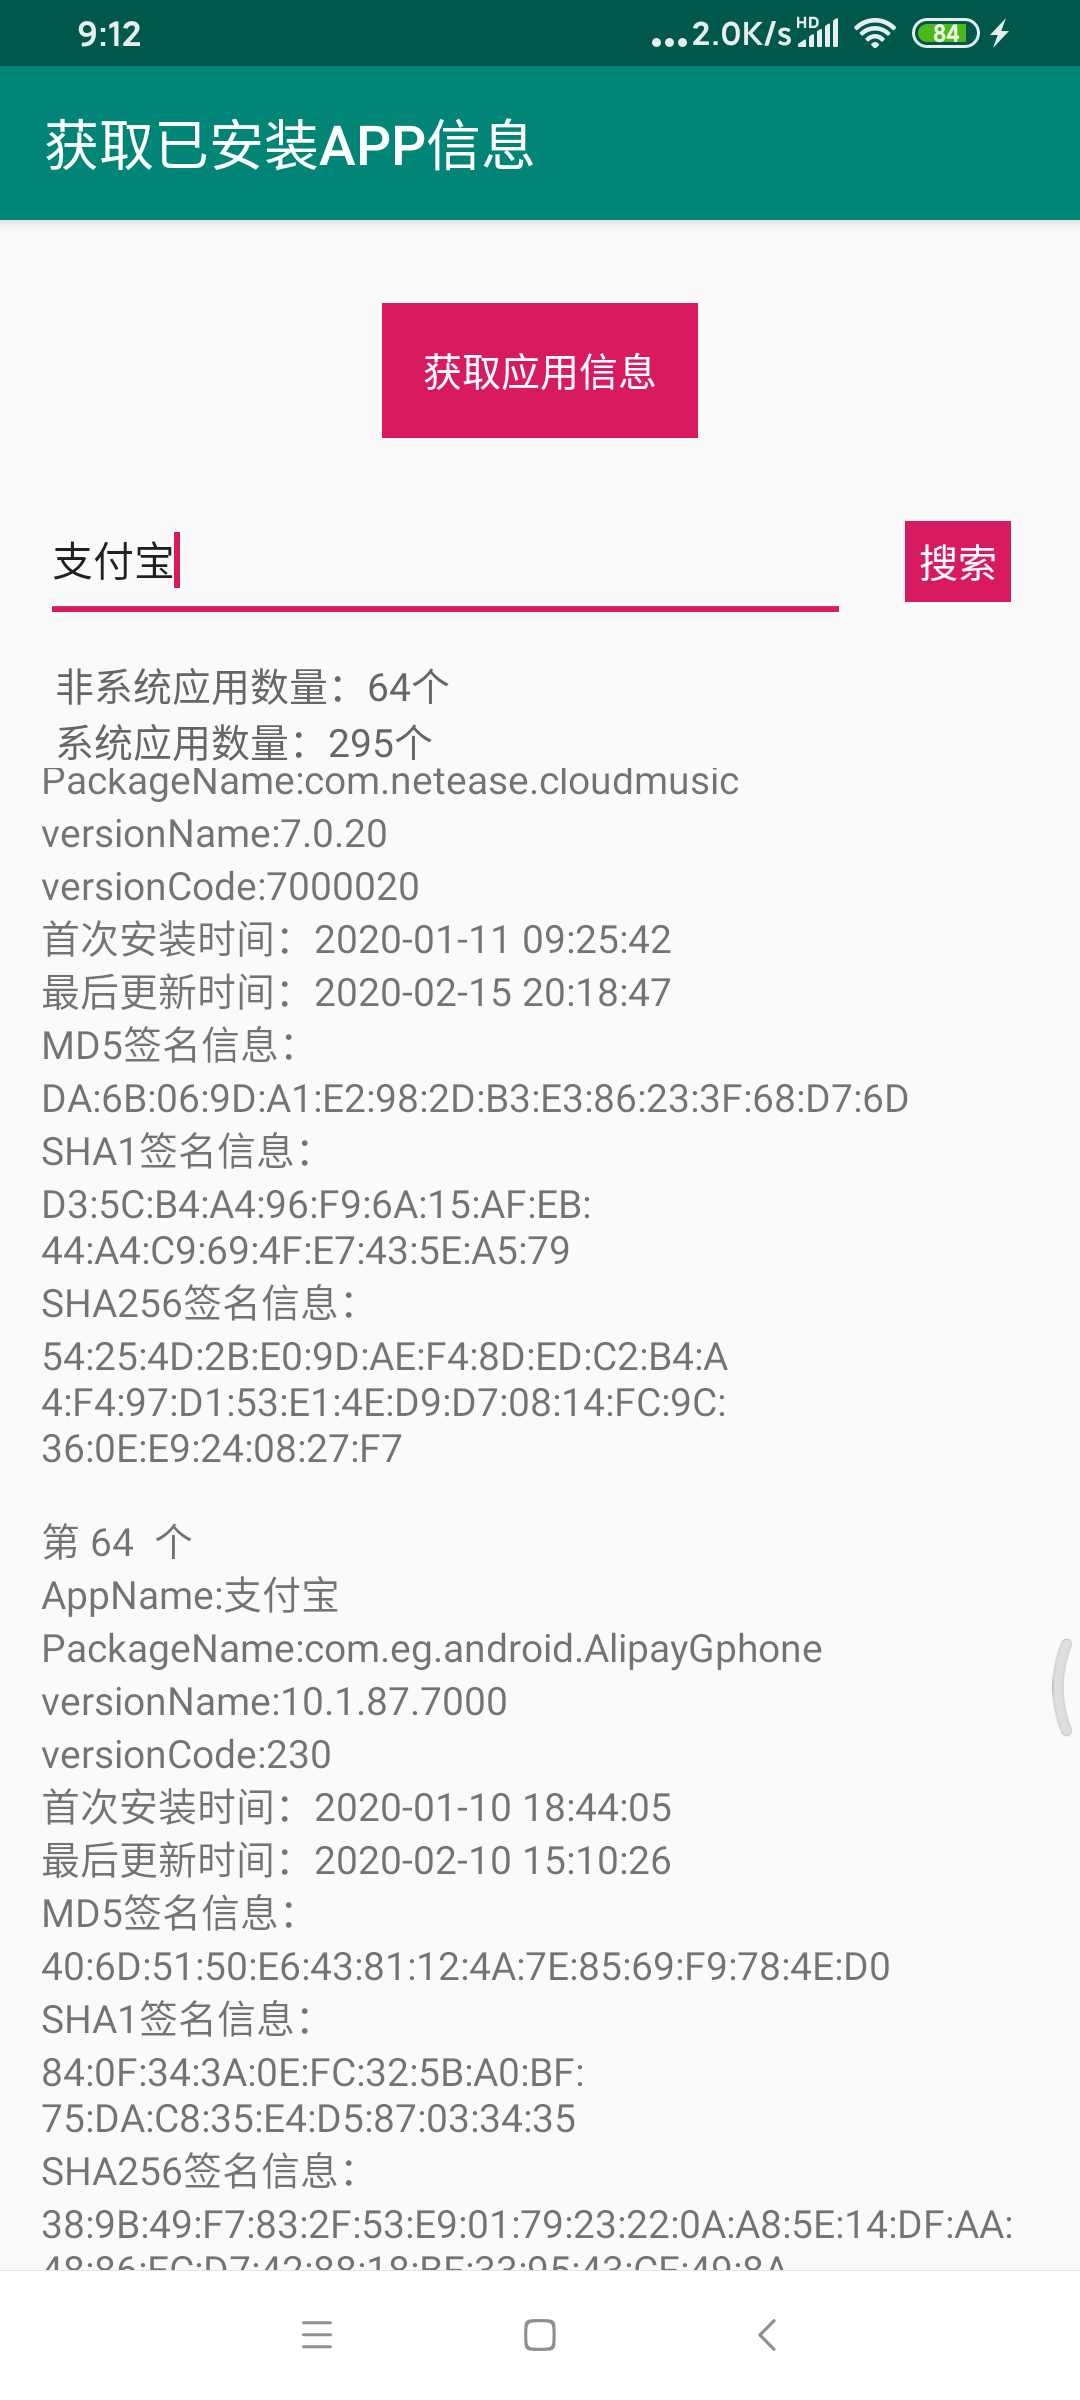 9:12
...2.0K/s HD 84
获取已安装APP信息
获取应用信息
支付宝
搜索
非系统应用数量：64个
系统应用数量：295个
PackageName:com.netease.cloudmusic
versionName:7.0.20
versionCode:7000020
首次安装时间：2020-01-11 09:25:42
最后更新时间：2020-02-15 20:18:47
MD5签名信息：
DA:6B:06:9D:A1:E2:98:2D:B3:E3:86:23:3F:68:D7:6D
SHA1签名信息：
D3:5C:B4:A4:96:F9:6A:15:AF:EB:
44:A4:C9:69:4F:E7:43:5E:A5:79
SHA256签名信息：
54:25:4D:2B:E0:9D:AE:F4:8D:ED:C2:B4:A
4:F4:97:D1:53:E1:4E:D9:D7:08:14:FC:9C:
36:0E:E9:24:08:27:F7
第 64 个
AppName:支付宝
PackageName:com.eg.android.AlipayGphone
versionName:10.1.87.7000
versionCode:230
首次安装时间：2020-01-10 18:44:05
最后更新时间：2020-02-10 15:10:26
MD5签名信息：
40:6D:51:50:E6:43:81:12:4A:7E:85:69:F9:78:4E:D0
SHA1签名信息：
84:0F:34:3A:0E:FC:32:5B:A0:BF:
75:DA:C8:35:E4:D5:87:03:34:35
SHA256签名信息：
38:9B:49:F7:83:2F:53:E9:01:79:23:22:0A:A8:5E:14:DF:AA: